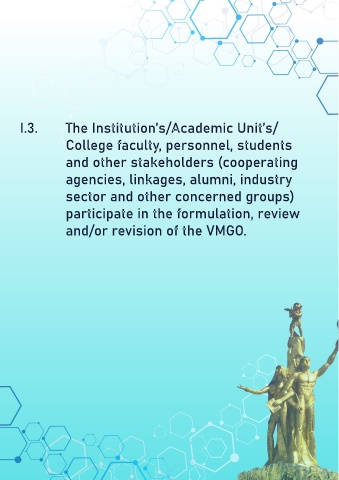 I.3. The Institution's/Academic Unit's/
College faculty, personnel, students
and other stakeholders (cooperating
agencies, linkages, alumni, industry
sector and other concerned groups)
participate in the formulation, review
and/or revision of the VMGO.